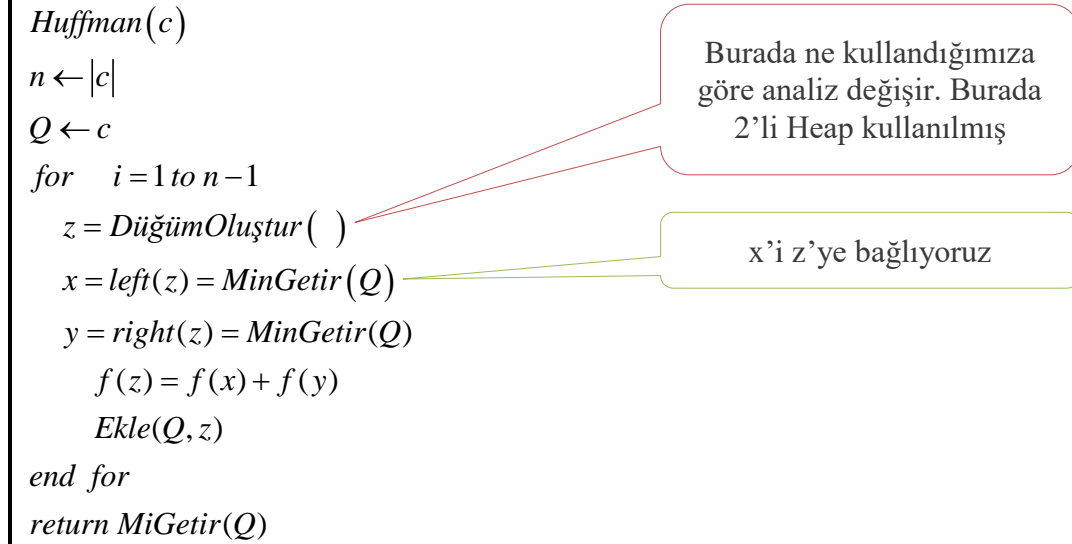 Huffman(c)
n ← |c|
Q ← c
for i = 1 to n − 1
z = DüğümOluştur( )
x = left(z) = MinGetir(Q)
y = right(z) = MinGetir(Q)
f(z) = f(x) + f(y)
Ekle(Q, z)
end for
return MiGetir(Q)
Burada ne kullandığımıza
göre analiz değişir. Burada
2’li Heap kullanılmış
x’i z’ye bağlıyoruz